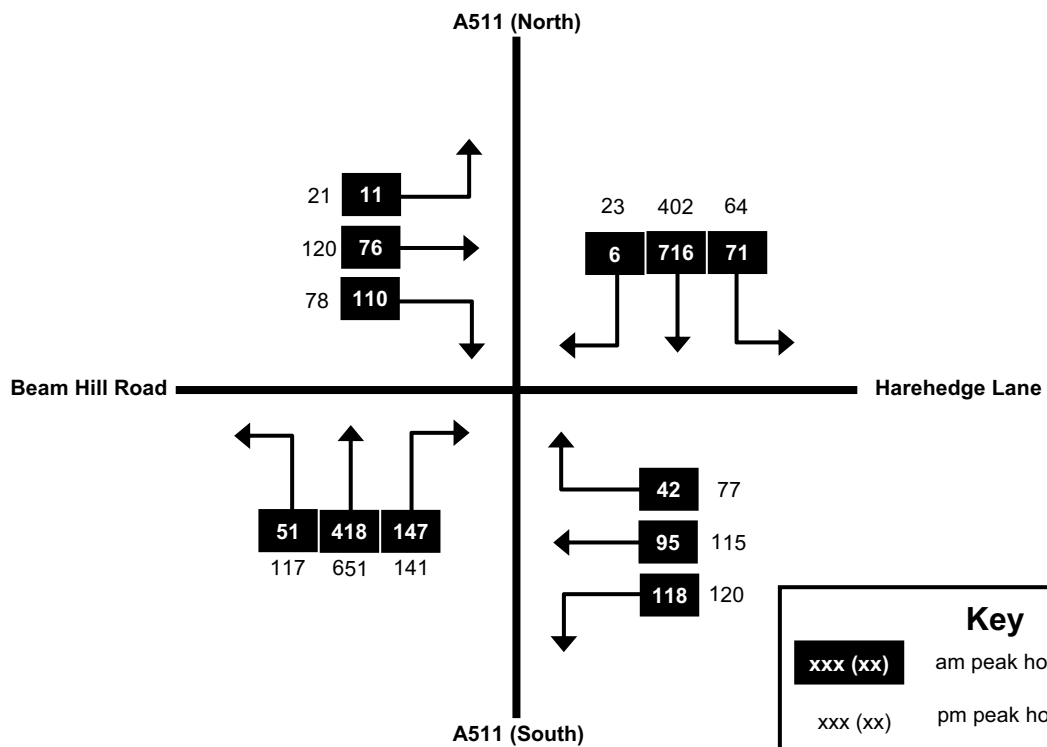 A511 (North)
21 11
120 76
78 110
23 402 64
6 716 71
Beam Hill Road
Harehedge Lane
51 418 147
117 651 141
42 77
95 115
118 120
A511 (South)
Key
xxx (xx) am peak ho
xxx (xx) pm peak ho